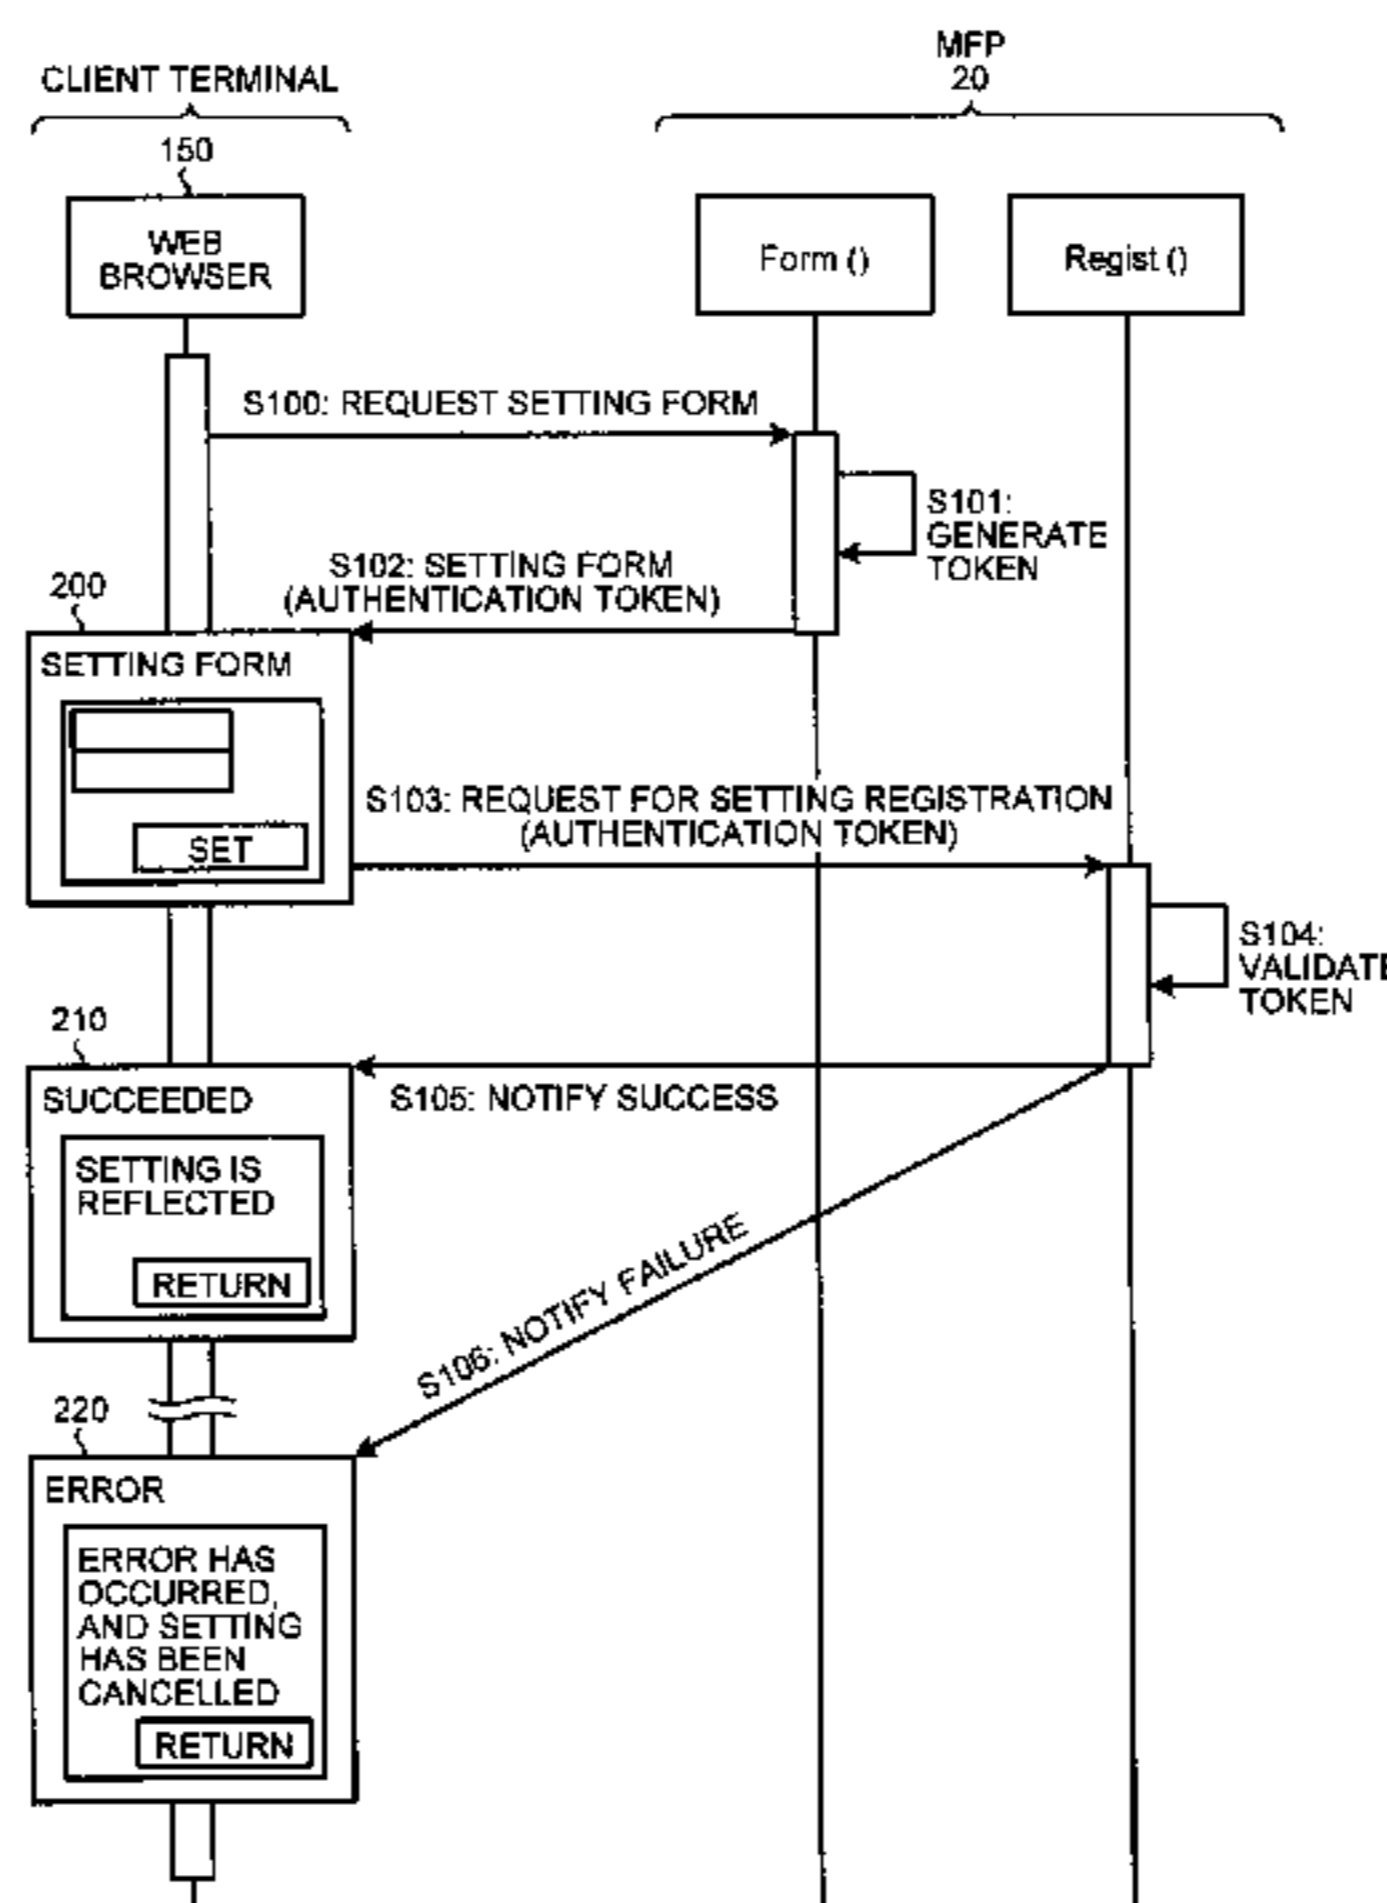 MFP
20
CLIENT TERMINAL
150
WEB
BROWSER
Form ()
Regist ()
S100: REQUEST SETTING FORM
S101:
GENERATE
TOKEN
S102: SETTING FORM
(AUTHENTICATION TOKEN)
200
SETTING FORM
SET
S103: REQUEST FOR SETTING REGISTRATION
(AUTHENTICATION TOKEN)
S104:
VALIDATE
TOKEN
210
SUCCEEDED
SETTING IS
REFLECTED
RETURN
S105: NOTIFY SUCCESS
S106: NOTIFY FAILURE
220
ERROR
ERROR HAS
OCCURRED,
AND SETTING
HAS BEEN
CANCELLED
RETURN